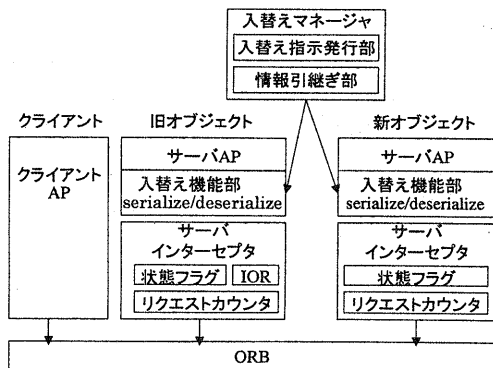 入替えマネージャ
入替え指示発行部
情報引継ぎ部
クライアント
旧オブジェクト
新オブジェクト
クライアント
AP
サーバAP
入替え機能部
serialize/deserialize
サーバ
インターセプタ
状態フラグ
IOR
リクエストカウンタ
サーバAP
入替え機能部
serialize/deserialize
サーバ
インターセプタ
状態フラグ
リクエストカウンタ
ORB